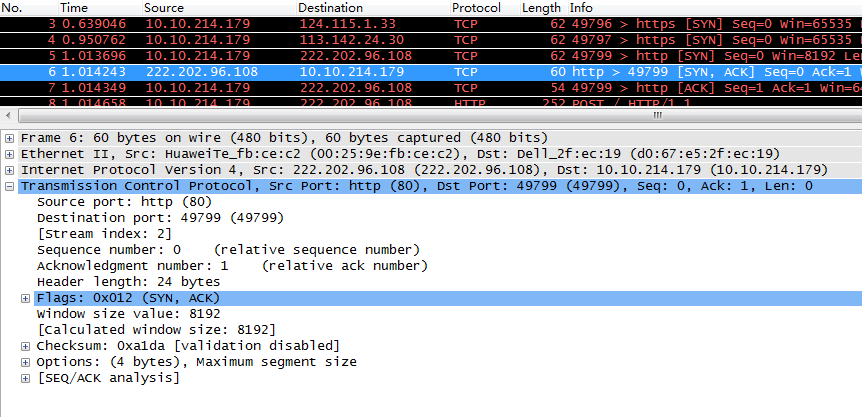 No. Time Source Destination Protocol Length Info
3 0.639046 10.10.214.179 124.115.1.33 TCP 62 49796 > https [SYN] Seq=0 Win=65535
4 0.950762 10.10.214.179 113.142.24.30 TCP 62 49797 > https [SYN] Seq=0 Win=65535
5 1.013696 10.10.214.179 222.202.96.108 TCP 62 49799 > http [SYN] Seq=0 Win=8192 Len
6 1.014243 222.202.96.108 10.10.214.179 TCP 60 http > 49799 [SYN, ACK] Seq=0 Ack=1
7 1.014349 10.10.214.179 222.202.96.108 TCP 54 49799 > http [ACK] Seq=1 Ack=1 Win=6
8 1.014658 10.10.214.179 222.202.96.108 HTTP 252 POST / HTTP/1.1
Frame 6: 60 bytes on wire (480 bits), 60 bytes captured (480 bits)
Ethernet II, Src: HuaweiTe_fb:ce:c2 (00:25:9e:fb:ce:c2), Dst: Dell_2f:ec:19 (d0:67:e5:2f:ec:19)
Internet Protocol Version 4, Src: 222.202.96.108 (222.202.96.108), Dst: 10.10.214.179 (10.10.214.179)
Transmission Control Protocol, Src Port: http (80), Dst Port: 49799 (49799), Seq: 0, Ack: 1, Len: 0
Source port: http (80)
Destination port: 49799 (49799)
[Stream index: 2]
Sequence number: 0 (relative sequence number)
Acknowledgment number: 1 (relative ack number)
Header length: 24 bytes
Flags: 0x012 (SYN, ACK)
Window size value: 8192
[Calculated window size: 8192]
Checksum: 0xa1da [validation disabled]
Options: (4 bytes), Maximum segment size
[SEQ/ACK analysis]